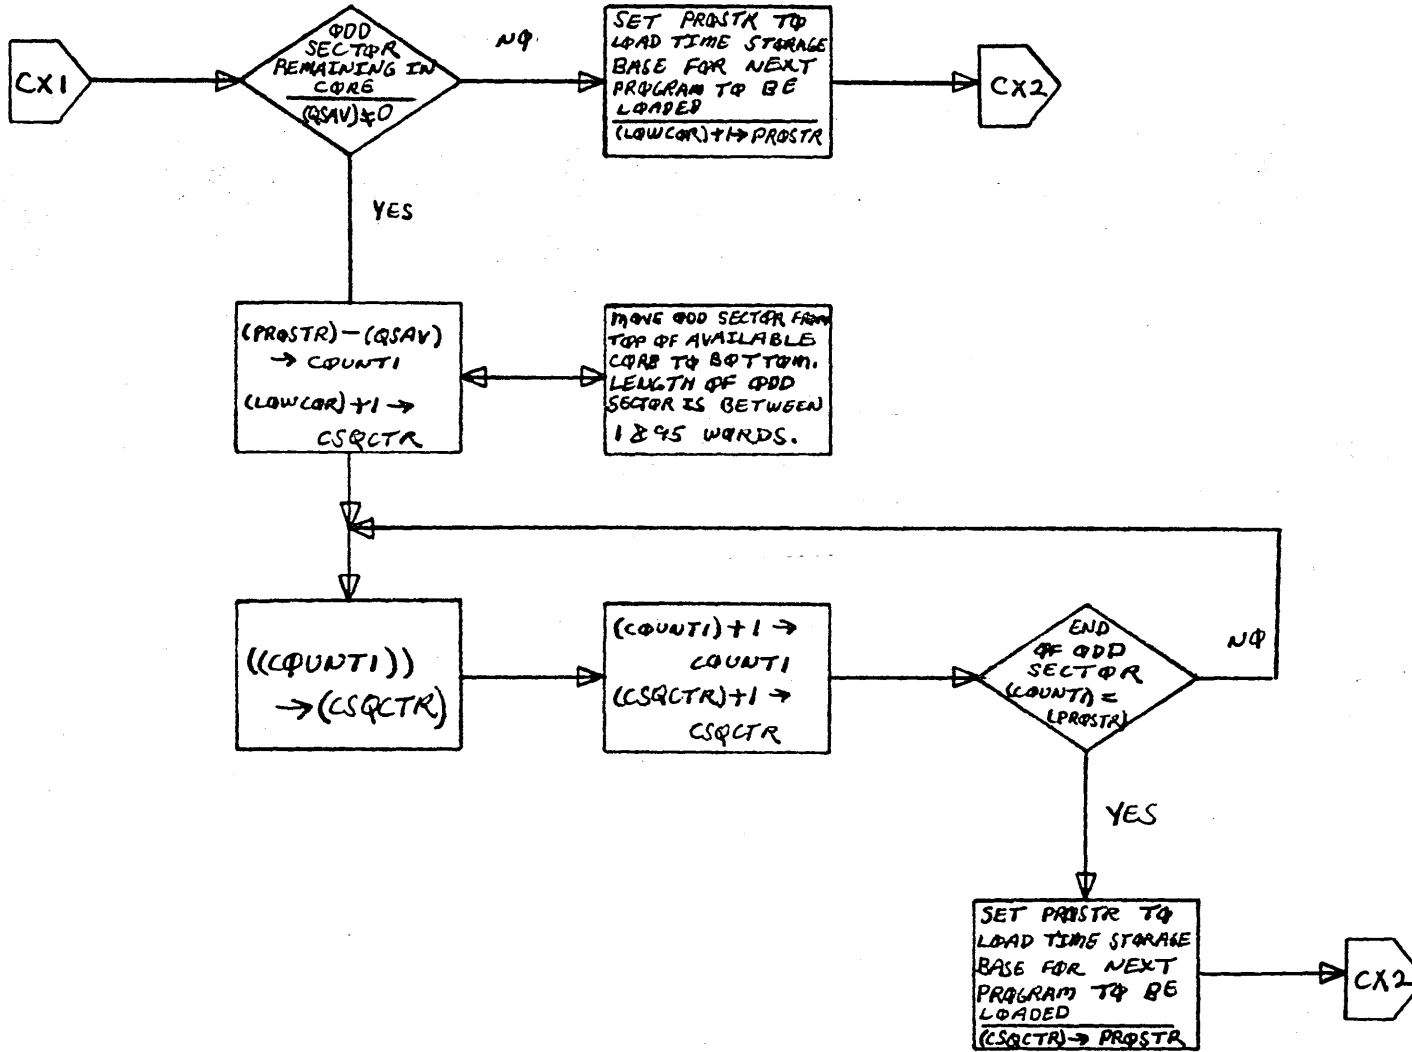 CX1
ODD
SECTOR
REMAINING IN
CORE
(QSAV)≠0
NO
SET PROSTR TO
LOAD TIME STORAGE
BASE FOR NEXT
PROGRAM TO BE
LOADED
(LOWCOR)+1→PROSTR
CX2
YES
(PROSTR)-(QSAV)
→ COUNT1
(LOWCOR)+1 →
CSQCTR
MOVE ODD SECTOR FROM
TOP OF AVAILABLE
CORE TO BOTTOM.
LENGTH OF ODD
SECTOR IS BETWEEN
1 & 95 WORDS.
((COUNT1))
→(CSQCTR)
(COUNT1)+1 →
COUNT1
(CSQCTR)+1 →
CSQCTR
END
OF ODD
SECTOR
(COUNT1)=
(PROSTR)
NO
YES
SET PROSTR TO
LOAD TIME STORAGE
BASE FOR NEXT
PROGRAM TO BE
LOADED
(CSQCTR)→ PROSTR
CX2